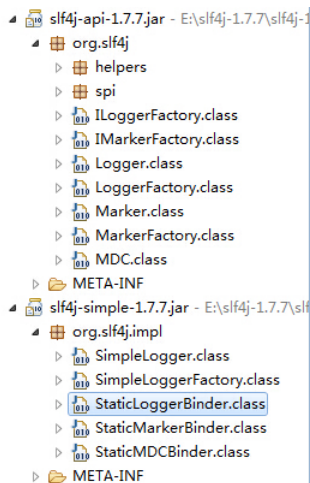 slf4j-api-1.7.7.jar - E:\slf4j-1.7.7\slf4j-1
org.slf4j
helpers
spi
ILoggerFactory.class
IMarkerFactory.class
Logger.class
LoggerFactory.class
Marker.class
MarkerFactory.class
MDC.class
META-INF
slf4j-simple-1.7.7.jar - E:\slf4j-1.7.7\slf
org.slf4j.impl
SimpleLogger.class
SimpleLoggerFactory.class
StaticLoggerBinder.class
StaticMarkerBinder.class
StaticMDCBinder.class
META-INF